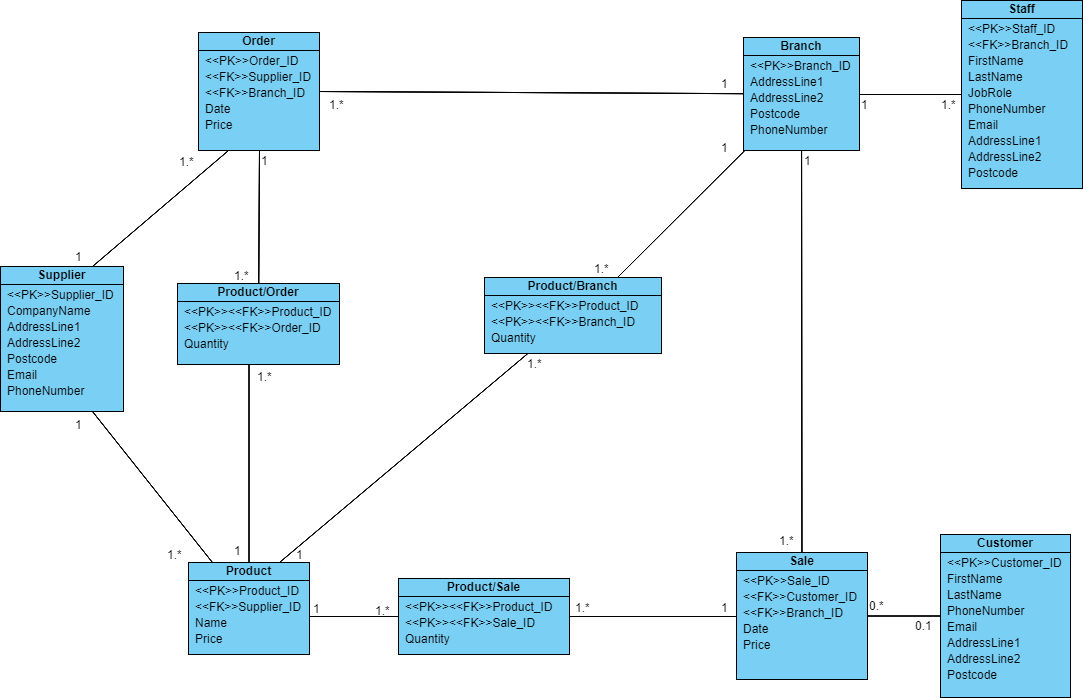 Order
<<PK>>Order_ID
<<FK>>Supplier_ID
<<FK>>Branch_ID
Date
Price
Branch
<<PK>>Branch_ID
AddressLine1
AddressLine2
Postcode
PhoneNumber
Staff
<<PK>>Staff_ID
<<FK>>Branch_ID
FirstName
LastName
JobRole
PhoneNumber
Email
AddressLine1
AddressLine2
Postcode
1.*
1
1
1.*
1.*
1
1
1
1
1.*
1.*
Supplier
<<PK>>Supplier_ID
CompanyName
AddressLine1
AddressLine2
Postcode
Email
PhoneNumber
Product/Order
<<PK>><<FK>>Product_ID
<<PK>><<FK>>Order_ID
Quantity
Product/Branch
<<PK>><<FK>>Product_ID
<<PK>><<FK>>Branch_ID
Quantity
1.*
1.*
1
1.*
1
1
1.*
Product
<<PK>>Product_ID
<<FK>>Supplier_ID
Name
Price
1
1.*
Product/Sale
<<PK>><<FK>>Product_ID
<<PK>><<FK>>Sale_ID
Quantity
1.*
1
Sale
<<PK>>Sale_ID
<<FK>>Customer_ID
<<FK>>Branch_ID
Date
Price
0.*
0.1
Customer
<<PK>>Customer_ID
FirstName
LastName
PhoneNumber
Email
AddressLine1
AddressLine2
Postcode